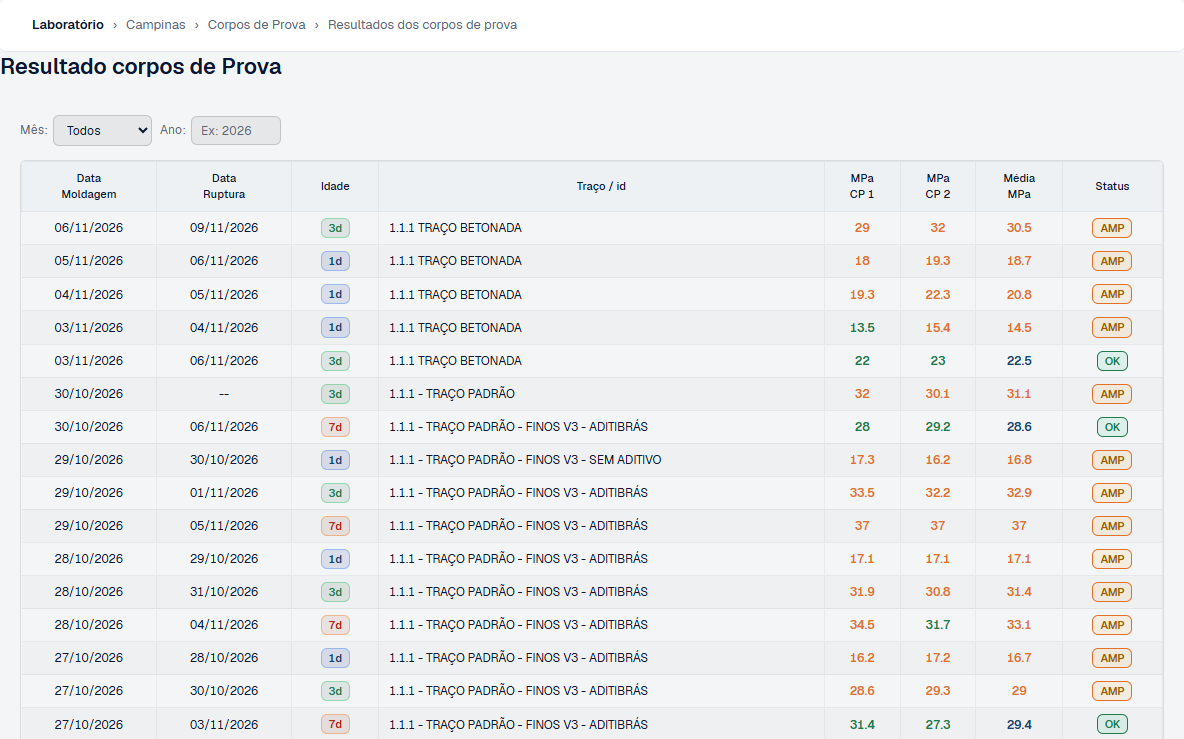 Laboratório › Campinas › Corpos de Prova › Resultados dos corpos de prova
Resultado corpos de Prova
Mês: Todos Ano: Ex: 2026
Data Moldagem Data Ruptura Idade Traço / id MPa CP 1 MPa CP 2 Média MPa Status
06/11/2026 09/11/2026 3d 1.1.1 TRAÇO BETONADA 29 32 30.5 AMP
05/11/2026 06/11/2026 1d 1.1.1 TRAÇO BETONADA 18 19.3 18.7 AMP
04/11/2026 05/11/2026 1d 1.1.1 TRAÇO BETONADA 19.3 22.3 20.8 AMP
03/11/2026 04/11/2026 1d 1.1.1 TRAÇO BETONADA 13.5 15.4 14.5 AMP
03/11/2026 06/11/2026 3d 1.1.1 TRAÇO BETONADA 22 23 22.5 OK
30/10/2026 -- 3d 1.1.1 - TRAÇO PADRÃO 32 30.1 31.1 AMP
30/10/2026 06/11/2026 7d 1.1.1 - TRAÇO PADRÃO - FINOS V3 - ADITIBRÁS 28 29.2 28.6 OK
29/10/2026 30/10/2026 1d 1.1.1 - TRAÇO PADRÃO - FINOS V3 - SEM ADITIVO 17.3 16.2 16.8 AMP
29/10/2026 01/11/2026 3d 1.1.1 - TRAÇO PADRÃO - FINOS V3 - ADITIBRÁS 33.5 32.2 32.9 AMP
29/10/2026 05/11/2026 7d 1.1.1 - TRAÇO PADRÃO - FINOS V3 - ADITIBRÁS 37 37 37 AMP
28/10/2026 29/10/2026 1d 1.1.1 - TRAÇO PADRÃO - FINOS V3 - ADITIBRÁS 17.1 17.1 17.1 AMP
28/10/2026 31/10/2026 3d 1.1.1 - TRAÇO PADRÃO - FINOS V3 - ADITIBRÁS 31.9 30.8 31.4 AMP
28/10/2026 04/11/2026 7d 1.1.1 - TRAÇO PADRÃO - FINOS V3 - ADITIBRÁS 34.5 31.7 33.1 AMP
27/10/2026 28/10/2026 1d 1.1.1 - TRAÇO PADRÃO - FINOS V3 - ADITIBRÁS 16.2 17.2 16.7 AMP
27/10/2026 30/10/2026 3d 1.1.1 - TRAÇO PADRÃO - FINOS V3 - ADITIBRÁS 28.6 29.3 29 AMP
27/10/2026 03/11/2026 7d 1.1.1 - TRAÇO PADRÃO - FINOS V3 - ADITIBRÁS 31.4 27.3 29.4 OK